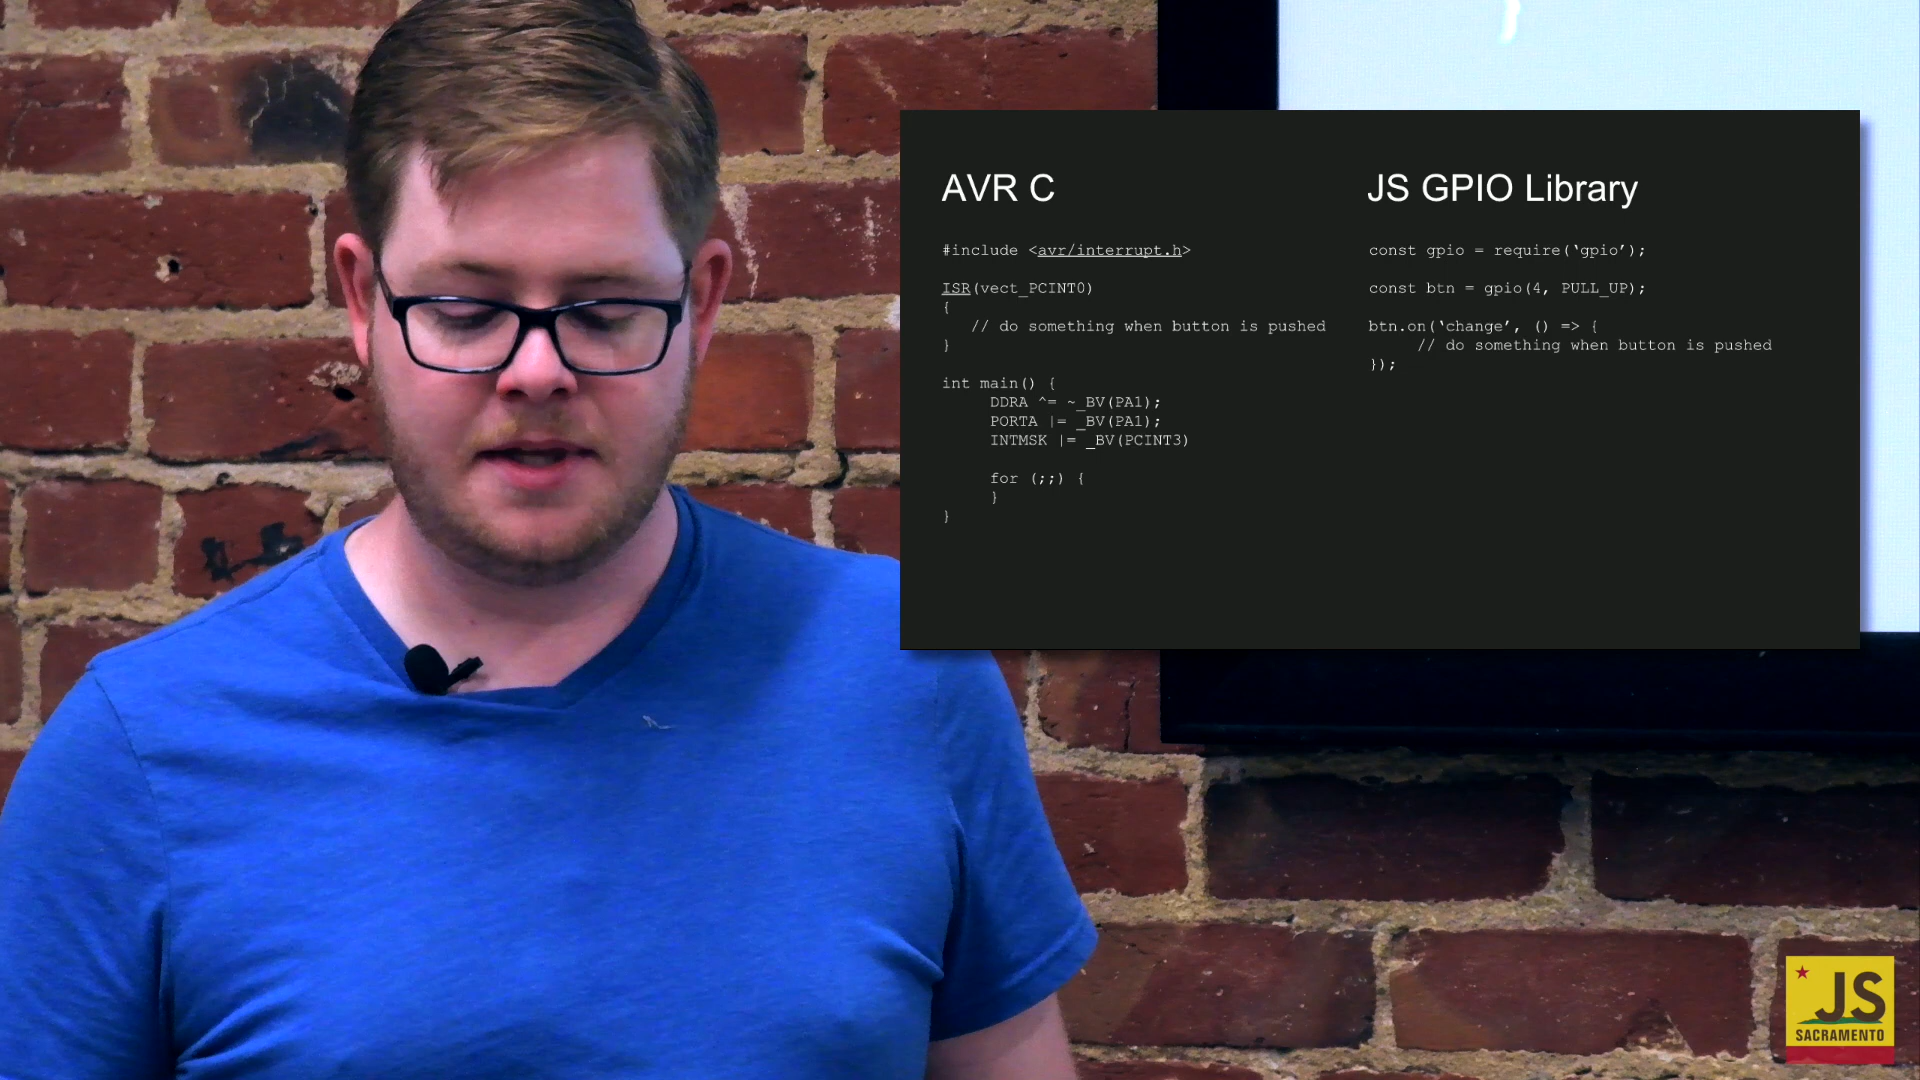 AVR C
#include <avr/interrupt.h>
ISR(vect_PCINT0)
{
// do something when button is pushed
}
int main() {
DDRA ^= ~_BV(PA1);
PORTA |= _BV(PA1);
INTMSK |= _BV(PCINT3)
for (;;) {
}
}
JS GPIO Library
const gpio = require(‘gpio’);
const btn = gpio(4, PULL_UP);
btn.on(‘change’, () => {
// do something when button is pushed
});
JS
SACRAMENTO